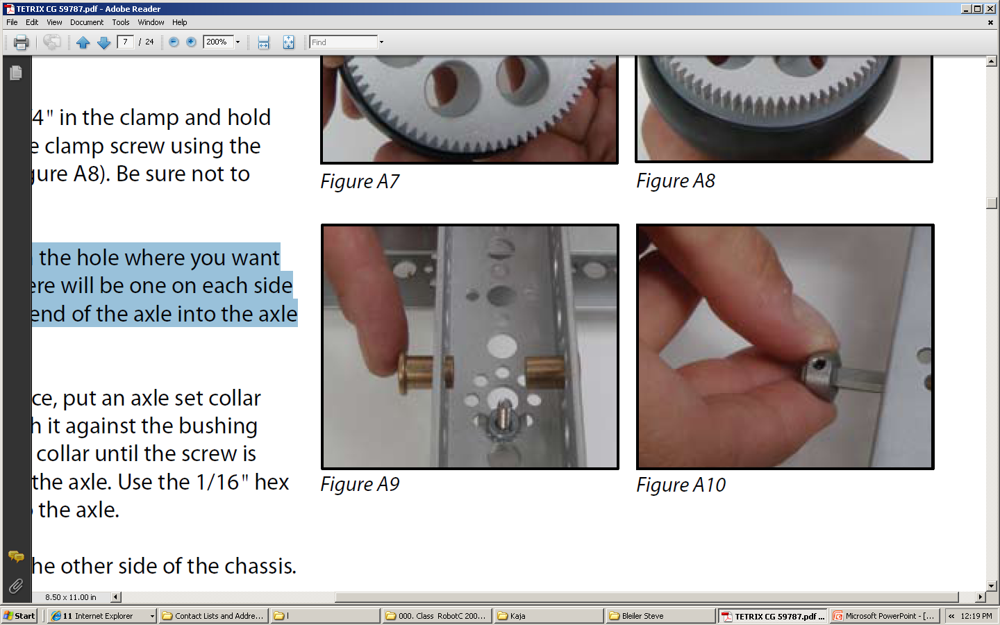 TETRIX CG 59787.pdf - Adobe Reader
File Edit View Document Tools Window Help
7 / 24 200% Find
/4" in the clamp and hold
e clamp screw using the
gure A8). Be sure not to
the hole where you want
ere will be one on each side
end of the axle into the axle
ce, put an axle set collar
h it against the bushing
collar until the screw is
the axle. Use the 1/16" hex
the axle.
he other side of the chassis.
Figure A7
Figure A8
Figure A9
Figure A10
8.50 x 11.00 in
Start 11 Internet Explorer Contact Lists and Addre... I 000. Class RobotC 200... Kaja Bleiler Steve TETRIX CG 59787.pdf ... Microsoft PowerPoint - [... « 12:19 PM